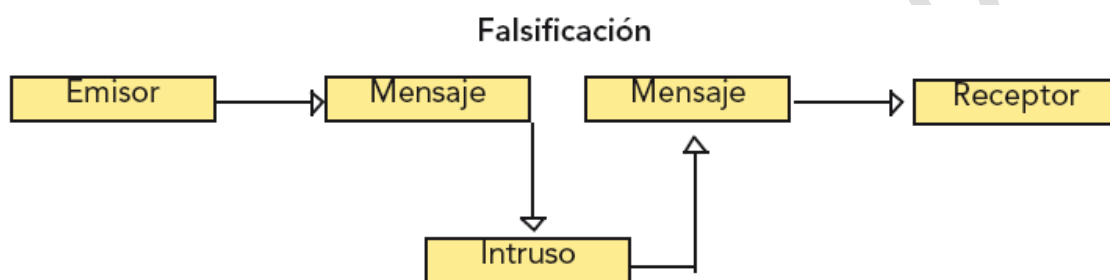 Falsificación
Emisor
Mensaje
Mensaje
Receptor
Intruso